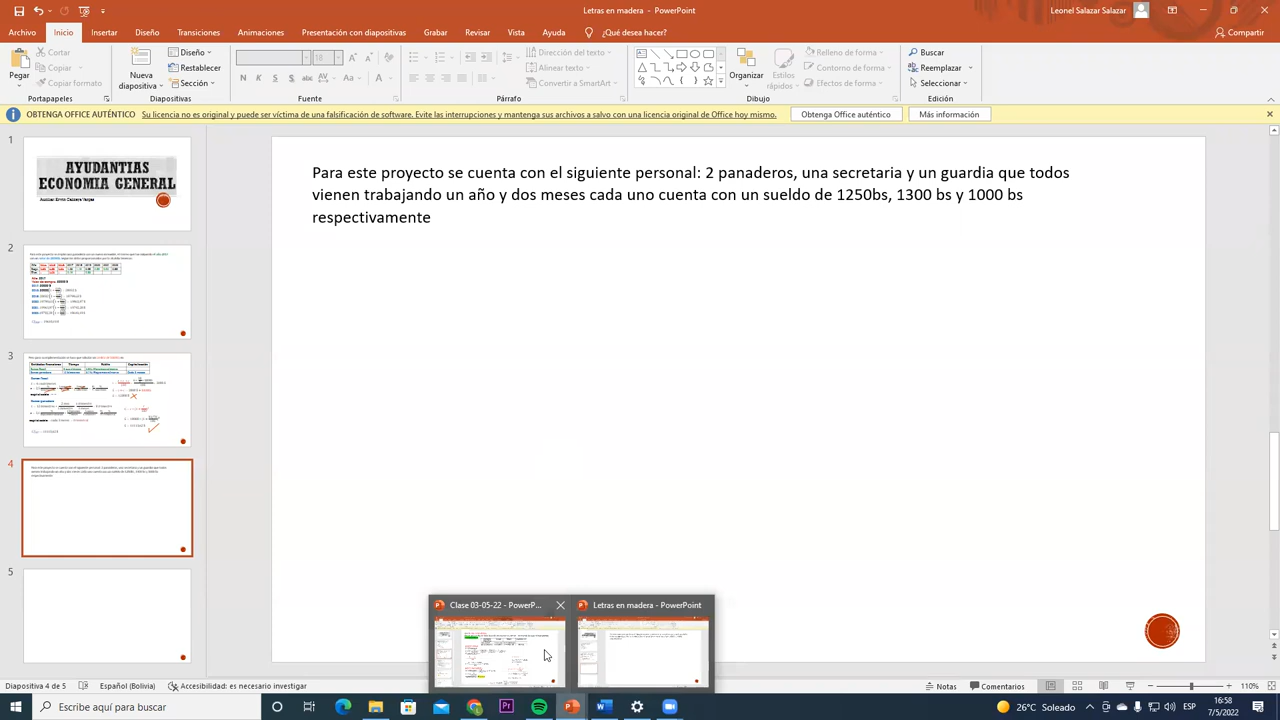 Letras en madera - PowerPoint
Leonel Salazar Salazar
Archivo Inicio Insertar Diseño Transiciones Animaciones Presentación con diapositivas Grabar Revisar Vista Ayuda ¿Qué desea hacer? Compartir
Pegar
Cortar
Copiar
Copiar formato
Portapapeles
Nueva diapositiva
Diseño
Restablecer
Sección
Diapositivas
18
N K S S abc AV Aa A
Fuente
Dirección del texto
Alinear texto
Convertir a SmartArt
Párrafo
Organizar
Estilos rápidos
Relleno de forma
Contorno de forma
Efectos de forma
Dibujo
Buscar
Reemplazar
Seleccionar
Edición
OBTENGA OFFICE AUTÉNTICO Su licencia no es original y puede ser víctima de una falsificación de software. Evite las interrupciones y mantenga sus archivos a salvo con una licencia original de Office hoy mismo. Obtenga Office auténtico Más información
1
AYUDANTIAS
ECONOMIA GENERAL
2
3
4
5
Para este proyecto se cuenta con el siguiente personal: 2 panaderos, una secretaria y un guardia que todos
vienen trabajando un año y dos meses cada uno cuenta con un sueldo de 1250bs, 1300 bs y 1000 bs
respectivamente
Clase 03-05-22 - PowerP...
Letras en madera - PowerPoint
Diapositiva 4 de 5 Español (Bolivia) Accesibilidad: es necesario investigar Notas Comentarios 110%
Escribe aquí para buscar
26°C Soleado ESP
16:58
7/5/2022